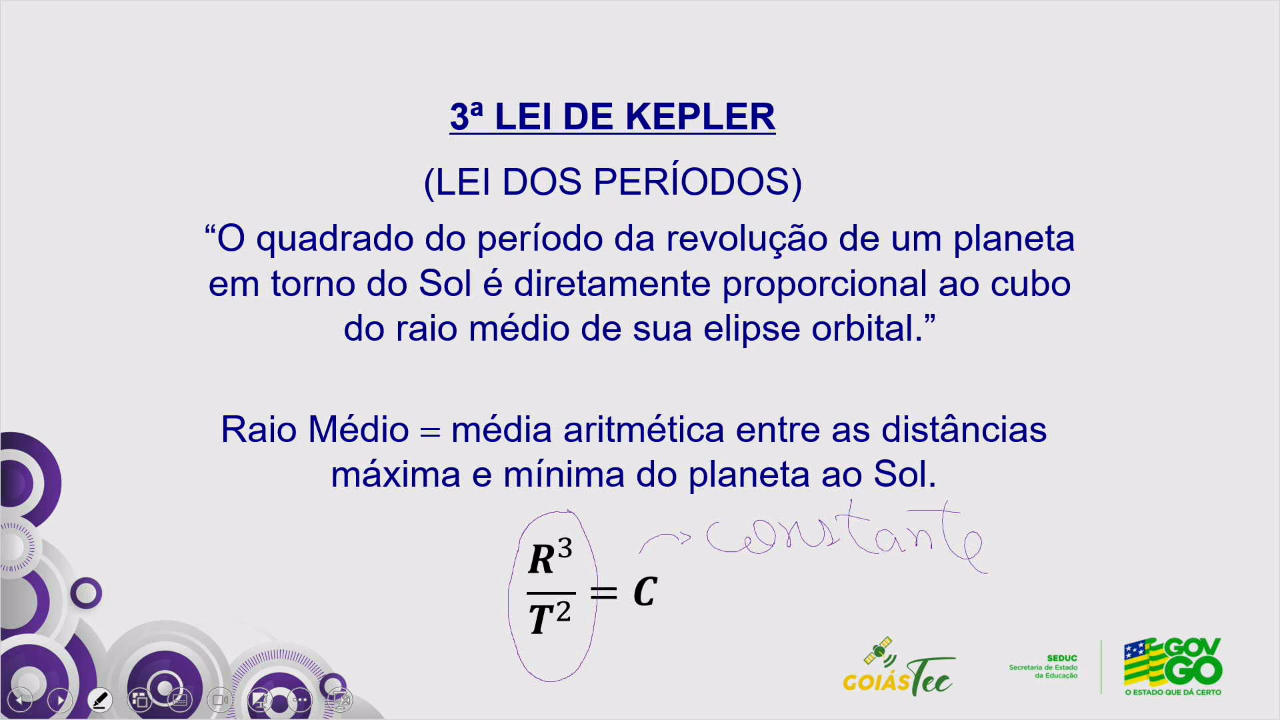 3ª LEI DE KEPLER
(LEI DOS PERÍODOS)
“O quadrado do período da revolução de um planeta
em torno do Sol é diretamente proporcional ao cubo
do raio médio de sua elipse orbital.”
Raio Médio = média aritmética entre as distâncias
máxima e mínima do planeta ao Sol.
constante
R³/T² = C
GOIÁSTec
SEDUC
Secretaria de Estado
da Educação
GOV
GO
O ESTADO QUE DÁ CERTO